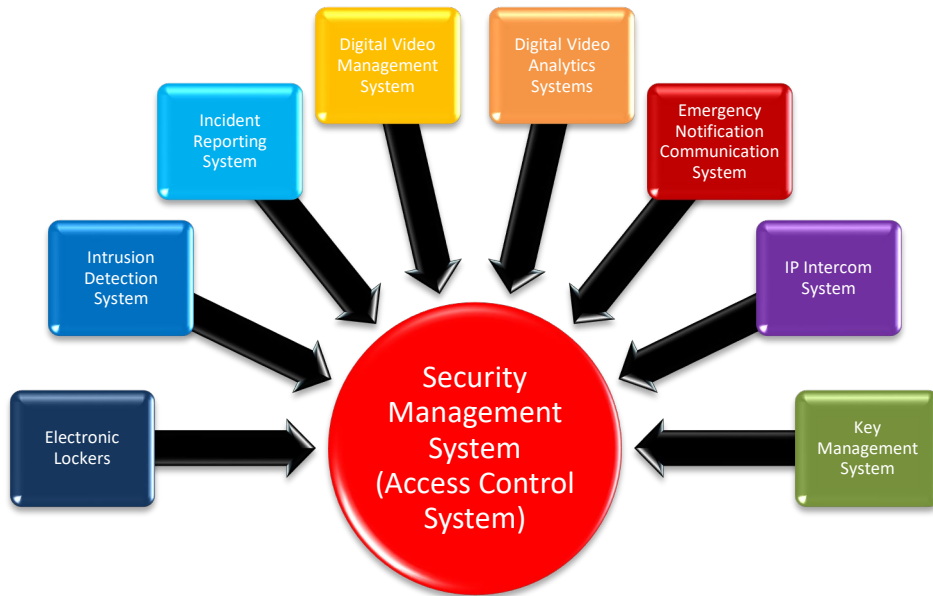 Digital Video
Management
System
Digital Video
Analytics
Systems
Incident
Reporting
System
Emergency
Notification
Communication
System
Intrusion
Detection
System
IP Intercom
System
Electronic
Lockers
Key
Management
System
Security
Management
System
(Access Control
System)